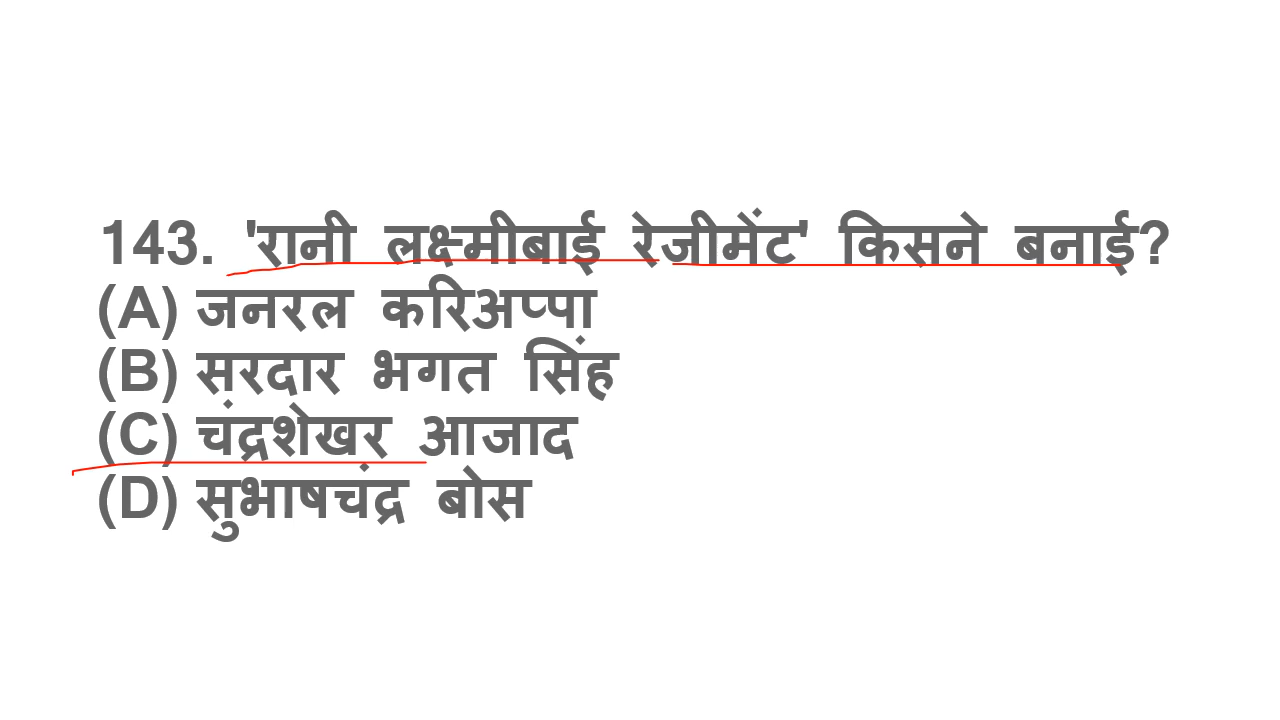 143. 'रानी लक्ष्मीबाई रेजीमेंट' किसने बनाई?
(A) जनरल करिअप्पा
(B) सरदार भगत सिंह
(C) चंद्रशेखर आजाद
(D) सुभाषचंद्र बोस